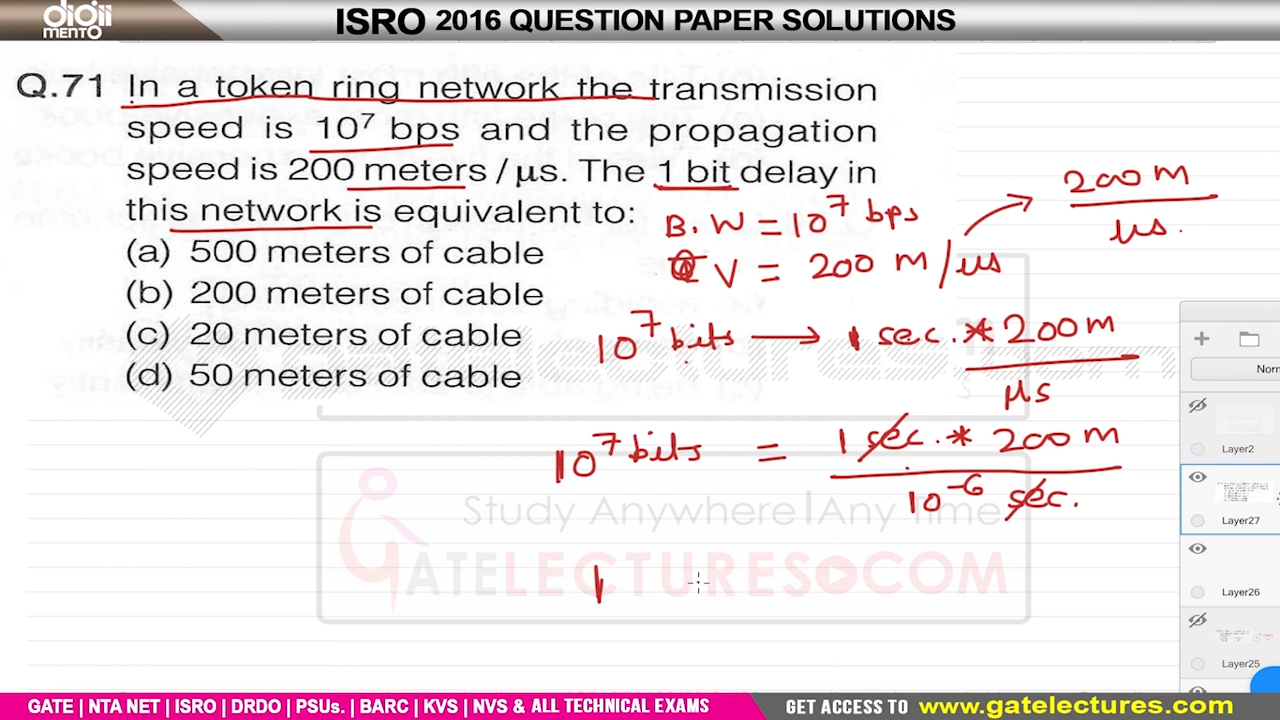 digii
MENTO
ISRO 2016 QUESTION PAPER SOLUTIONS
Q.71 In a token ring network the transmission
speed is 10⁷ bps and the propagation
speed is 200 meters / μs. The 1 bit delay in
this network is equivalent to:
(a) 500 meters of cable
(b) 200 meters of cable
(c) 20 meters of cable
(d) 50 meters of cable
B.W = 10⁷ bps
V = 200 m/us
200 m
μs.
10⁷ bits → 1 sec. * 200m
μs
10⁷ bits = 1 sec. * 200 m
10⁻⁶ sec.
1
Study Anywhere|Any Time
GATELECTURES.COM
Norr
Layer2
Layer27
Layer26
Layer25
GATE | NTA NET | ISRO | DRDO | PSUs. | BARC | KVS | NVS & ALL TECHNICAL EXAMS
GET ACCESS TO www.gatelectures.com